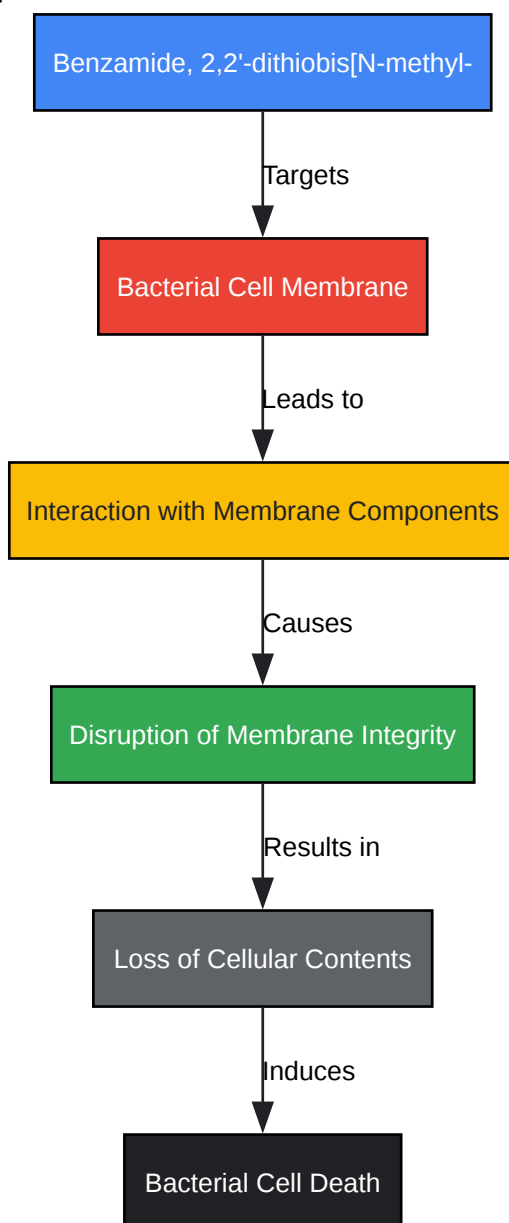 Benzamide, 2,2'-dithiobis[N-methyl-
Targets
Bacterial Cell Membrane
Leads to
Interaction with Membrane Components
Causes
Disruption of Membrane Integrity
Results in
Loss of Cellular Contents
Induces
Bacterial Cell Death